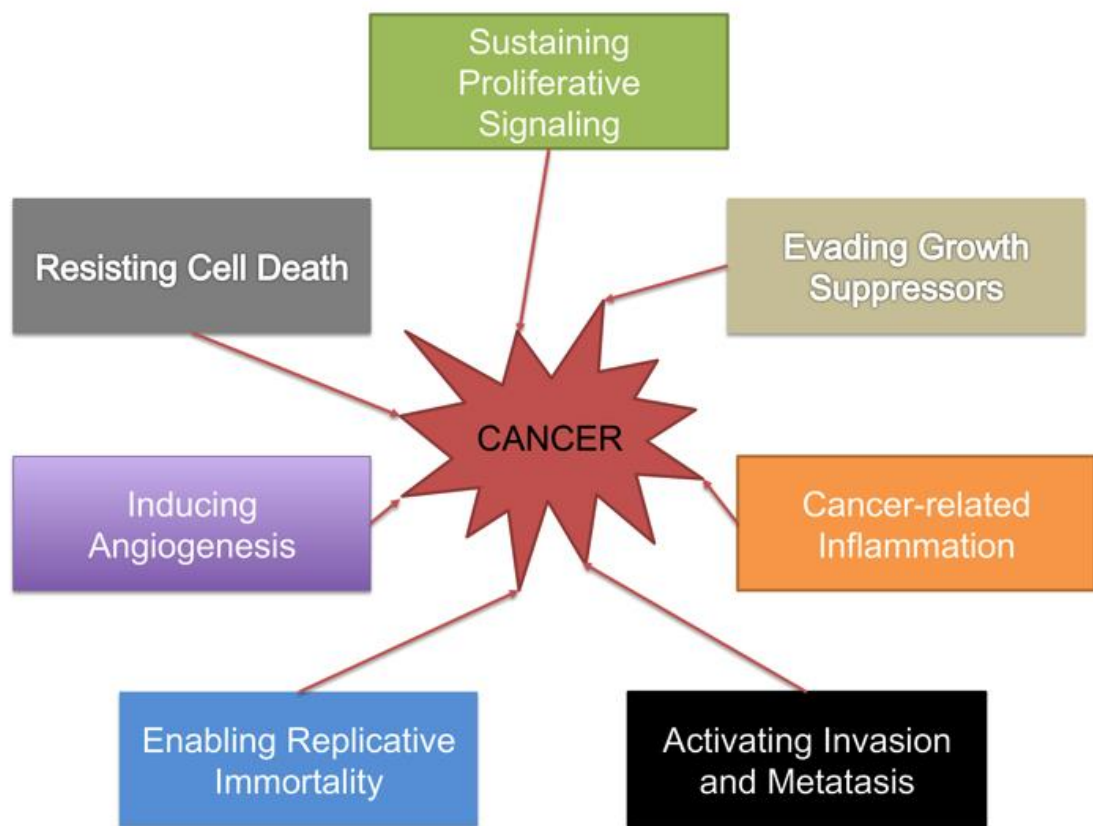 Sustaining
Proliferative
Signaling
Resisting Cell Death
Evading Growth
Suppressors
CANCER
Inducing
Angiogenesis
Cancer-related
Inflammation
Enabling Replicative
Immortality
Activating Invasion
and Metatasis